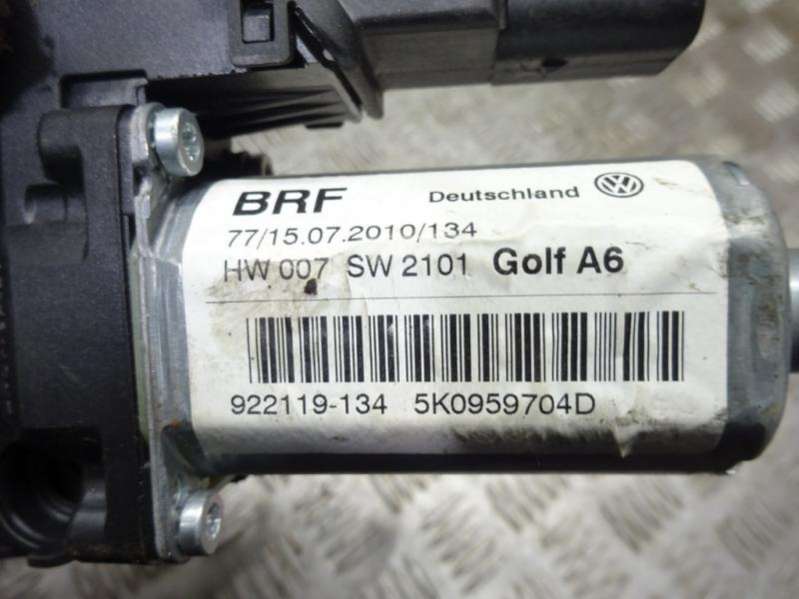 BRF Deutschland
77/15.07.2010/134
HW 007 SW 2101 Golf A6
922119-134 5K0959704D